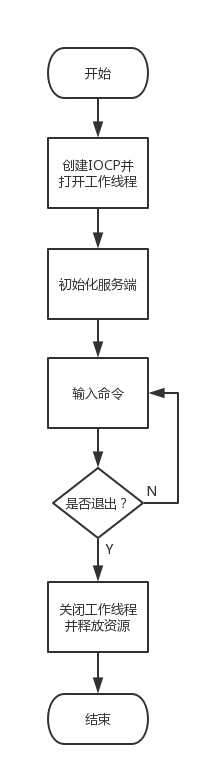 开始
创建IOCP并
打开工作线程
初始化服务端
输入命令
是否退出？
N
Y
关闭工作线程
并释放资源
结束